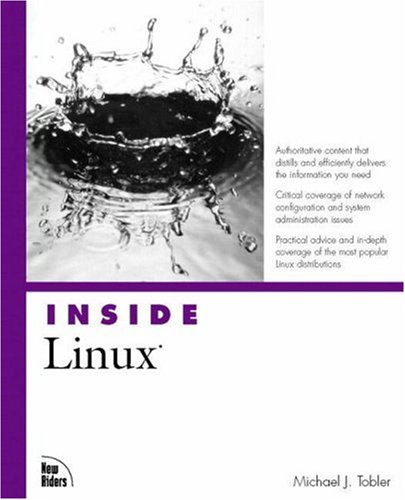 Authoritative content that
distills and efficiently delivers
the information you need
Critical coverage of network
configuration and system
administration issues
Practical advice and in-depth
coverage of the most popular
Linux distributions
INSIDE
Linux
New
Riders
Michael J. Tobler